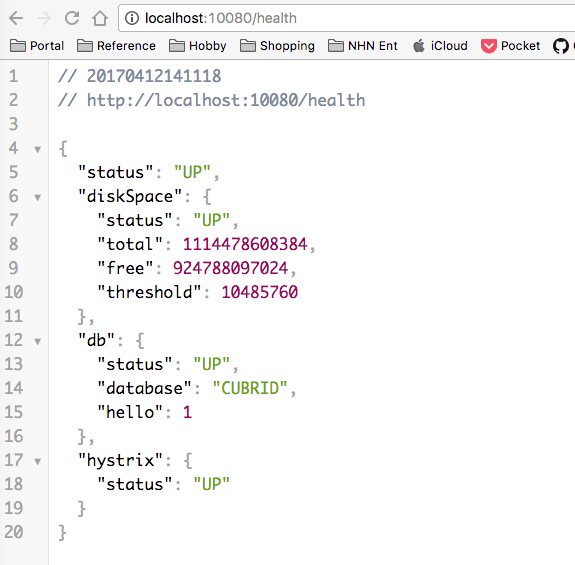 localhost:10080/health
Portal Reference Hobby Shopping NHN Ent iCloud Pocket
1 // 20170412141118
2 // http://localhost:10080/health
3
4 {
5 "status": "UP",
6 "diskSpace": {
7 "status": "UP",
8 "total": 1114478608384,
9 "free": 924788097024,
10 "threshold": 10485760
11 },
12 "db": {
13 "status": "UP",
14 "database": "CUBRID",
15 "hello": 1
16 },
17 "hystrix": {
18 "status": "UP"
19 }
20 }